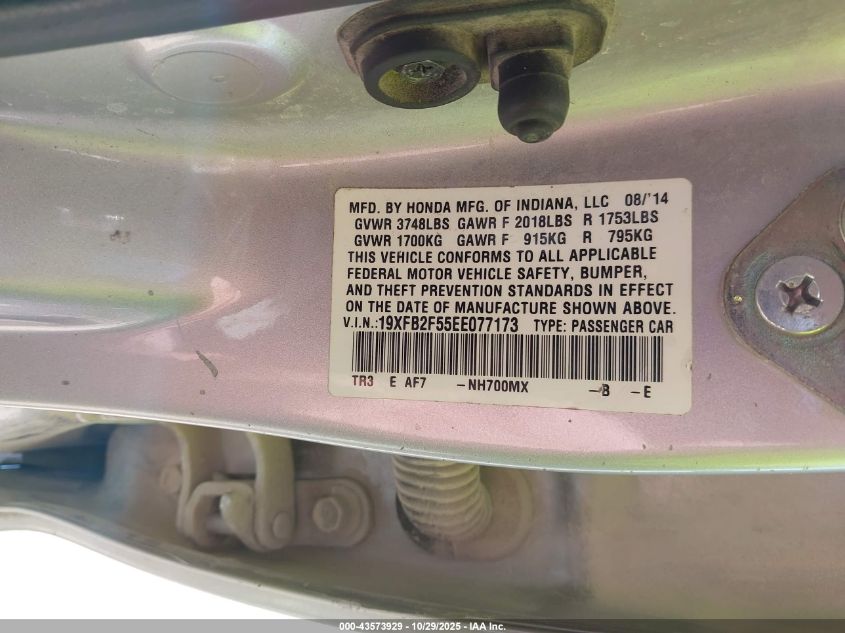 MFD. BY HONDA MFG. OF INDIANA, LLC 08/'14
GVWR 3748LBS GAWR F 2018LBS R 1753LBS
GVWR 1700KG GAWR F 915KG R 795KG
THIS VEHICLE CONFORMS TO ALL APPLICABLE
FEDERAL MOTOR VEHICLE SAFETY, BUMPER,
AND THEFT PREVENTION STANDARDS IN EFFECT
ON THE DATE OF MANUFACTURE SHOWN ABOVE.
V.I.N.:19XFB2F55EE077173 TYPE: PASSENGER CAR
TR3 E AF7 –NH700MX –B –E
000-43573929 - 10/29/2025 - IAA Inc.